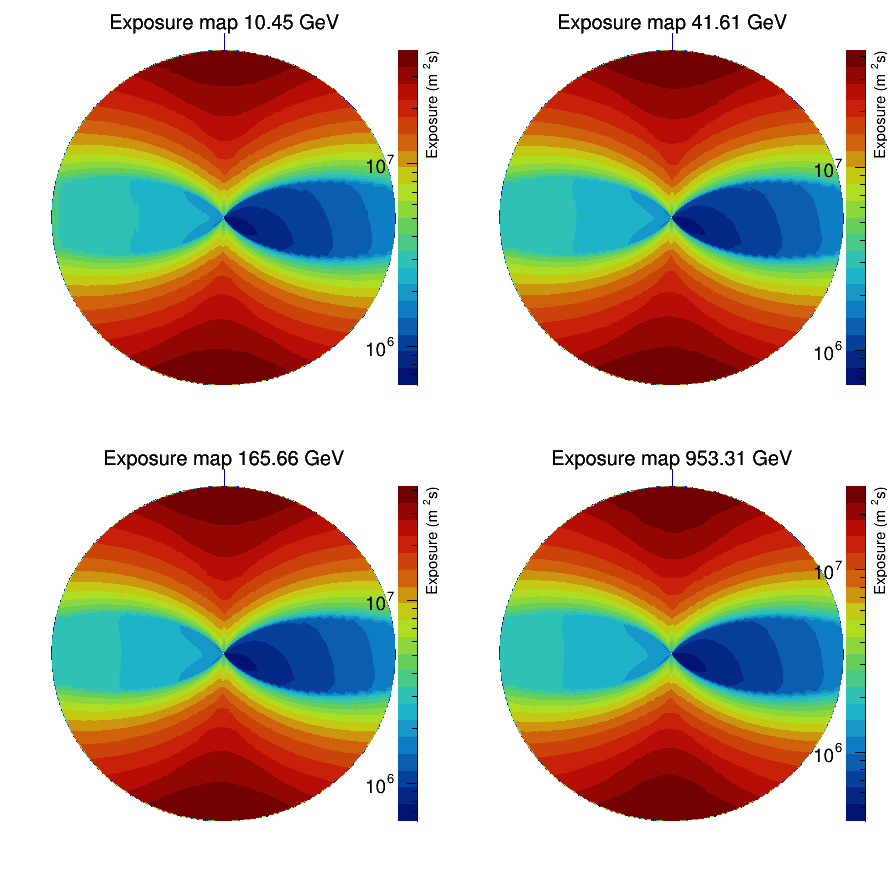 Exposure map 10.45 GeV
Exposure (m²s)
10⁷
10⁶
Exposure map 41.61 GeV
Exposure (m²s)
10⁷
10⁶
Exposure map 165.66 GeV
Exposure (m²s)
10⁷
10⁶
Exposure map 953.31 GeV
Exposure (m²s)
10⁷
10⁶